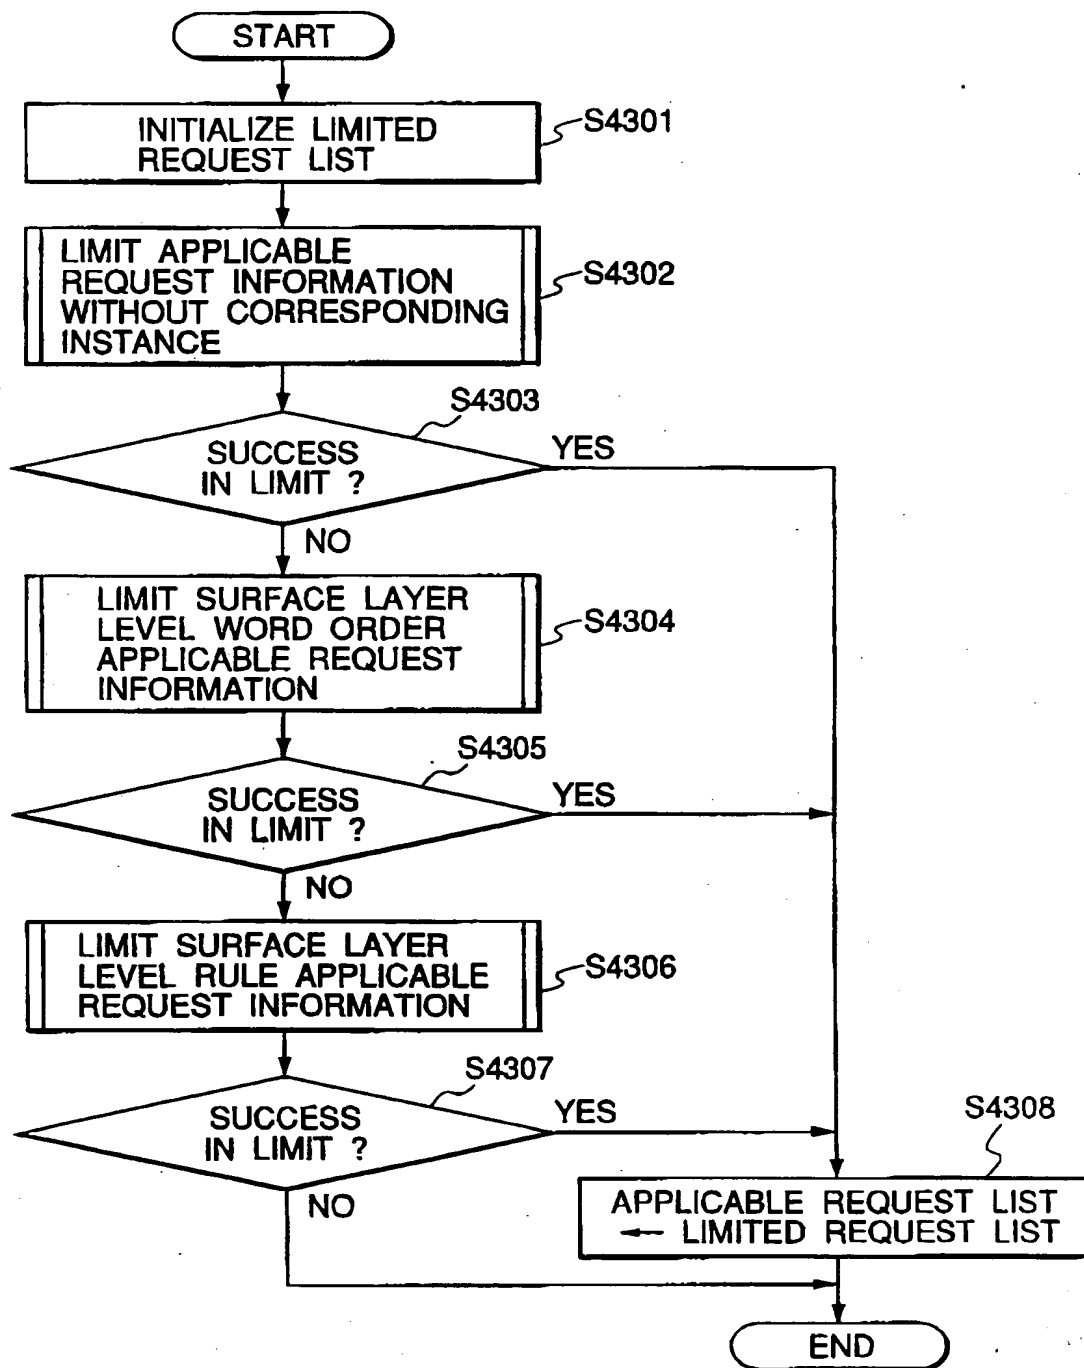 START
INITIALIZE LIMITED
REQUEST LIST
S4301
LIMIT APPLICABLE
REQUEST INFORMATION
WITHOUT CORRESPONDING
INSTANCE
S4302
S4303
SUCCESS
IN LIMIT ?
YES
NO
LIMIT SURFACE LAYER
LEVEL WORD ORDER
APPLICABLE REQUEST
INFORMATION
S4304
S4305
SUCCESS
IN LIMIT ?
YES
NO
LIMIT SURFACE LAYER
LEVEL RULE APPLICABLE
REQUEST INFORMATION
S4306
S4307
SUCCESS
IN LIMIT ?
YES
NO
S4308
APPLICABLE REQUEST LIST
← LIMITED REQUEST LIST
END